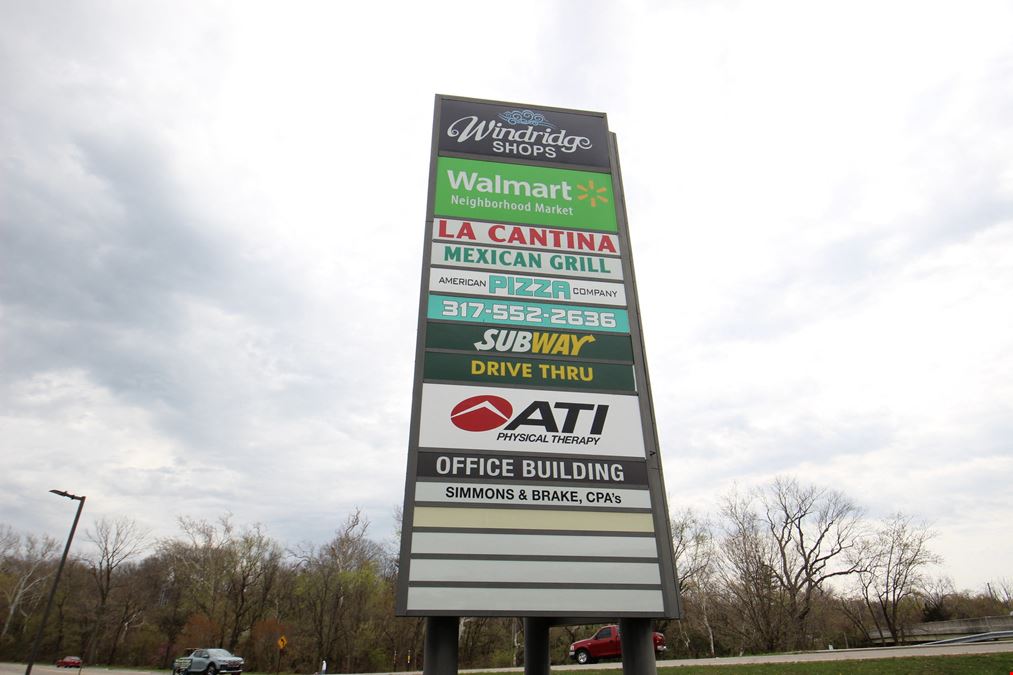 Windridge
SHOPS
Walmart
Neighborhood Market
LA CANTINA
MEXICAN GRILL
AMERICAN PIZZA COMPANY
317-552-2636
SUBWAY
DRIVE THRU
ATI
PHYSICAL THERAPY
OFFICE BUILDING
SIMMONS & BRAKE, CPA's